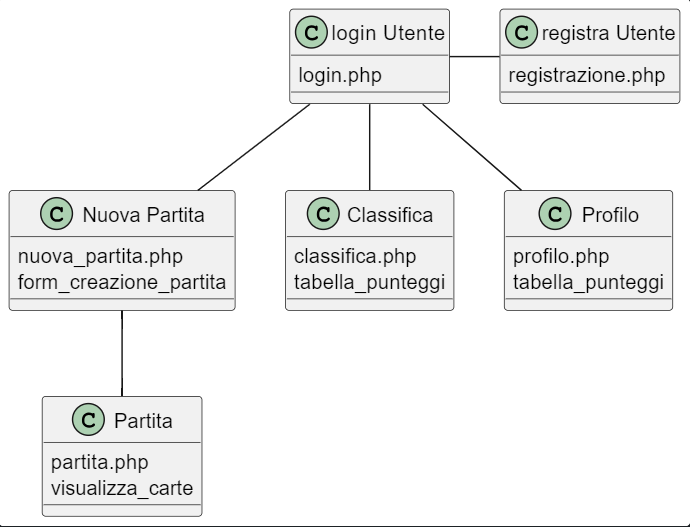 C login Utente
login.php
C registra Utente
registrazione.php
C Nuova Partita
nuova_partita.php
form_creazione_partita
C Classifica
classifica.php
tabella_punteggi
C Profilo
profilo.php
tabella_punteggi
C Partita
partita.php
visualizza_carte